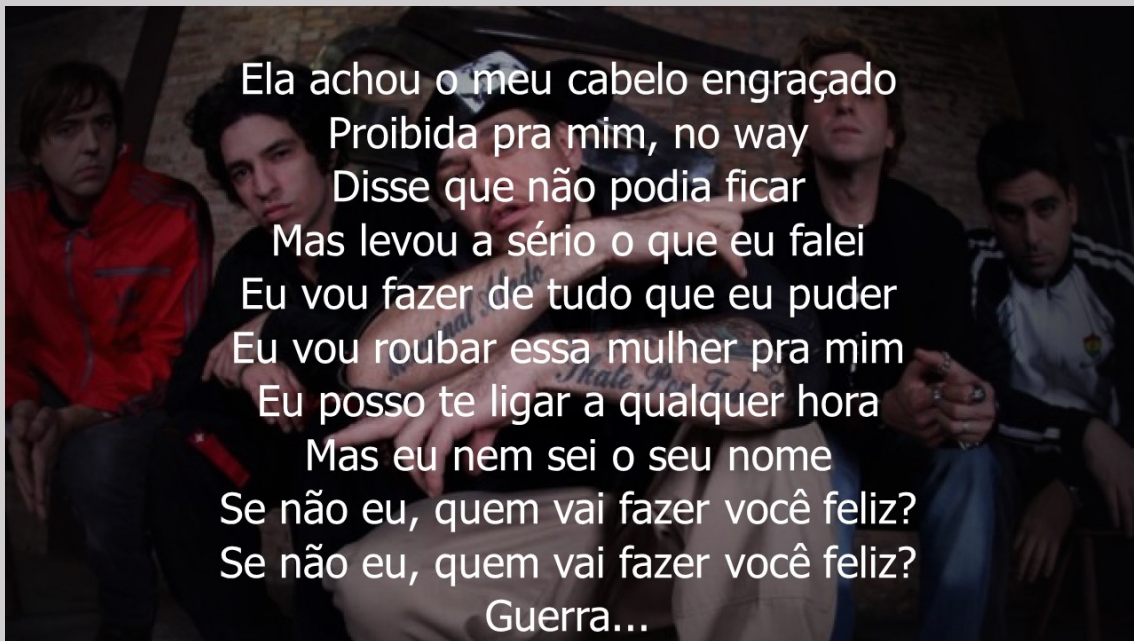 Ela achou o meu cabelo engraçado
Proibida pra mim, no way
Disse que não podia ficar
Mas levou a sério o que eu falei
Eu vou fazer de tudo que eu puder
Eu vou roubar essa mulher pra mim
Eu posso te ligar a qualquer hora
Mas eu nem sei o seu nome
Se não eu, quem vai fazer você feliz?
Se não eu, quem vai fazer você feliz?
Guerra...
Skate